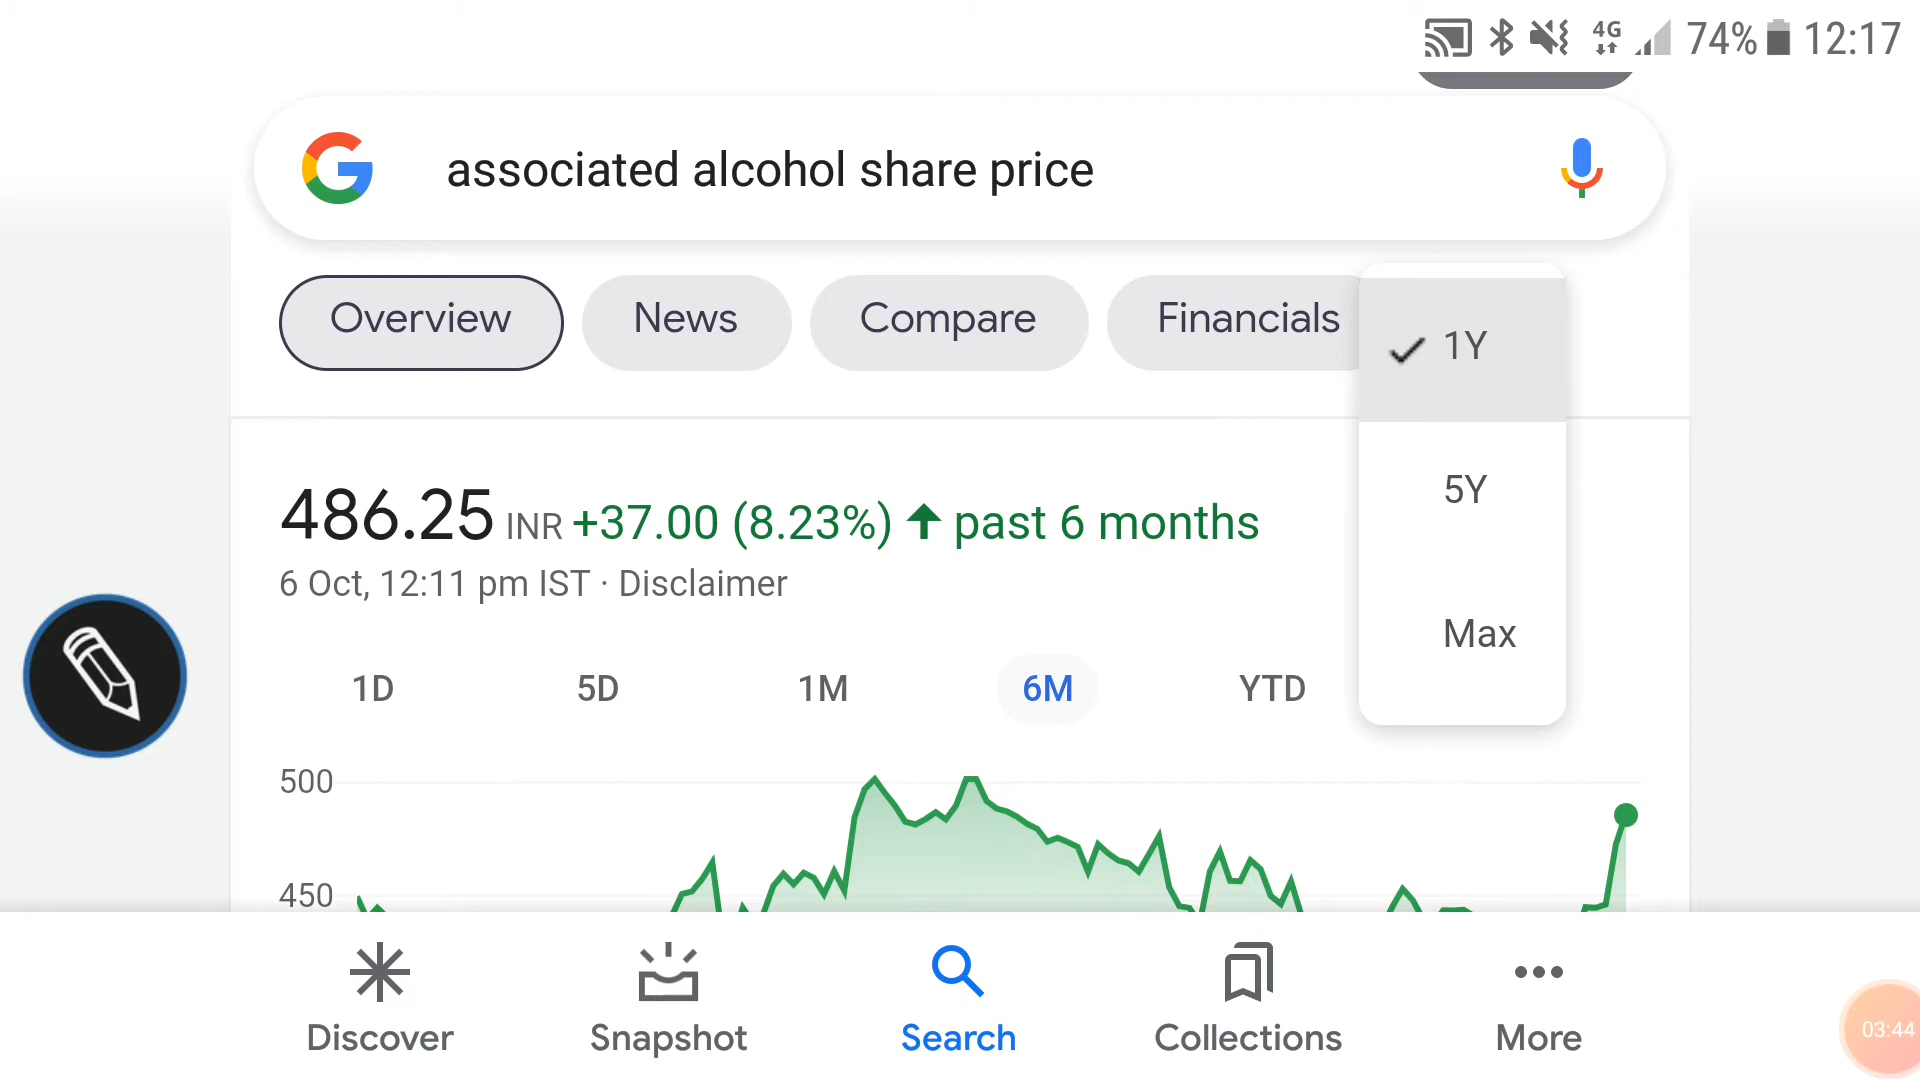 4G 74% 12:17
associated alcohol share price
Overview News Compare Financials
1Y
5Y
Max
486.25 INR +37.00 (8.23%) ↑ past 6 months
6 Oct, 12:11 pm IST · Disclaimer
1D 5D 1M 6M YTD
500
450
Discover Snapshot Search Collections More
03:44